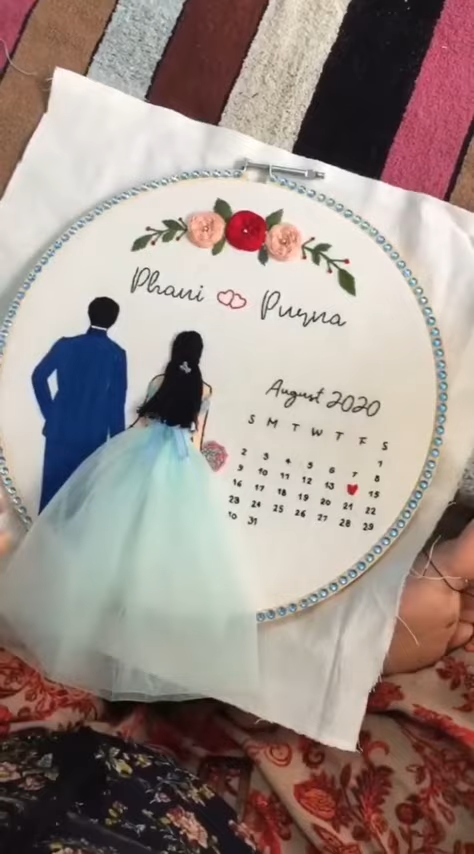 Phani Purna
August 2020
S M T W T F S
1
2 3 4 5 6 7 8
9 10 11 12 13 15
16 17 18 19 20 21 22
23 24 25 26 27 28 29
30 31